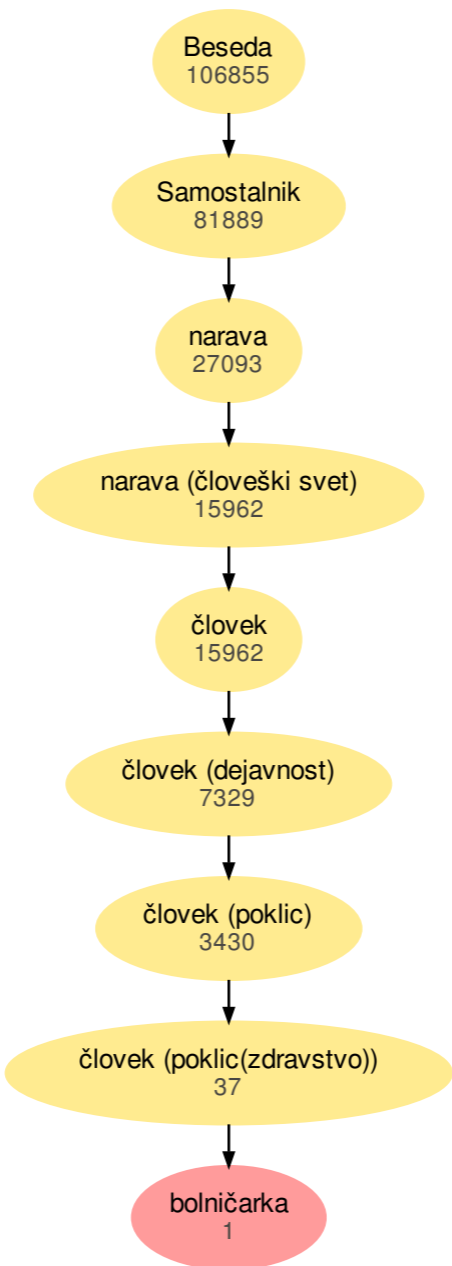 Beseda
106855
Samostalnik
81889
narava
27093
narava (človeški svet)
15962
človek
15962
človek (dejavnost)
7329
človek (poklic)
3430
človek (poklic(zdravstvo))
37
bolničarka
1